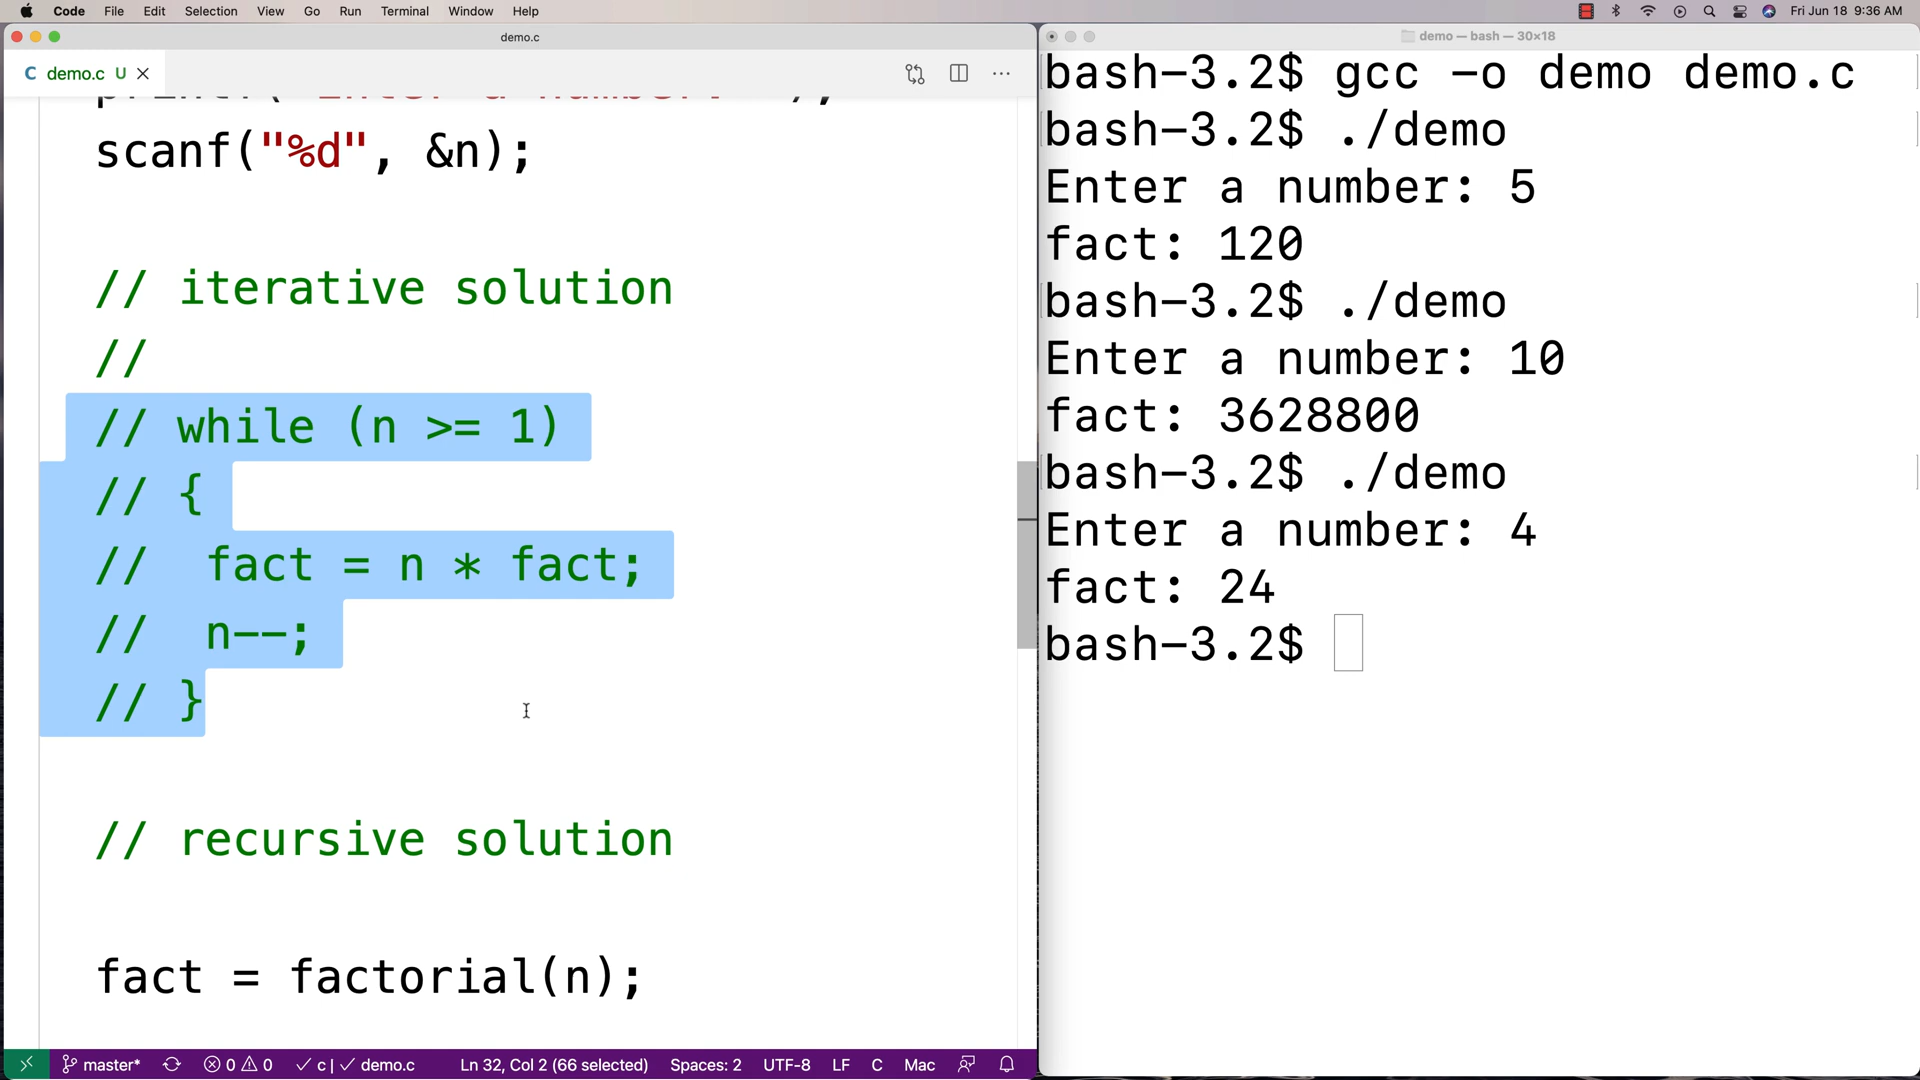 Code File Edit Selection View Go Run Terminal Window Help Fri Jun 18 9:36 AM
demo.c
C demo.c U
printf("Enter a number: ");
scanf("%d", &n);
// iterative solution
//
// while (n >= 1)
// {
//  fact = n * fact;
//  n--;
// }
// recursive solution
fact = factorial(n);
master* 0 0 c | demo.c Ln 32, Col 2 (66 selected) Spaces: 2 UTF-8 LF C Mac
demo — bash — 30×18
bash-3.2$ gcc -o demo demo.c
bash-3.2$ ./demo
Enter a number: 5
fact: 120
bash-3.2$ ./demo
Enter a number: 10
fact: 3628800
bash-3.2$ ./demo
Enter a number: 4
fact: 24
bash-3.2$